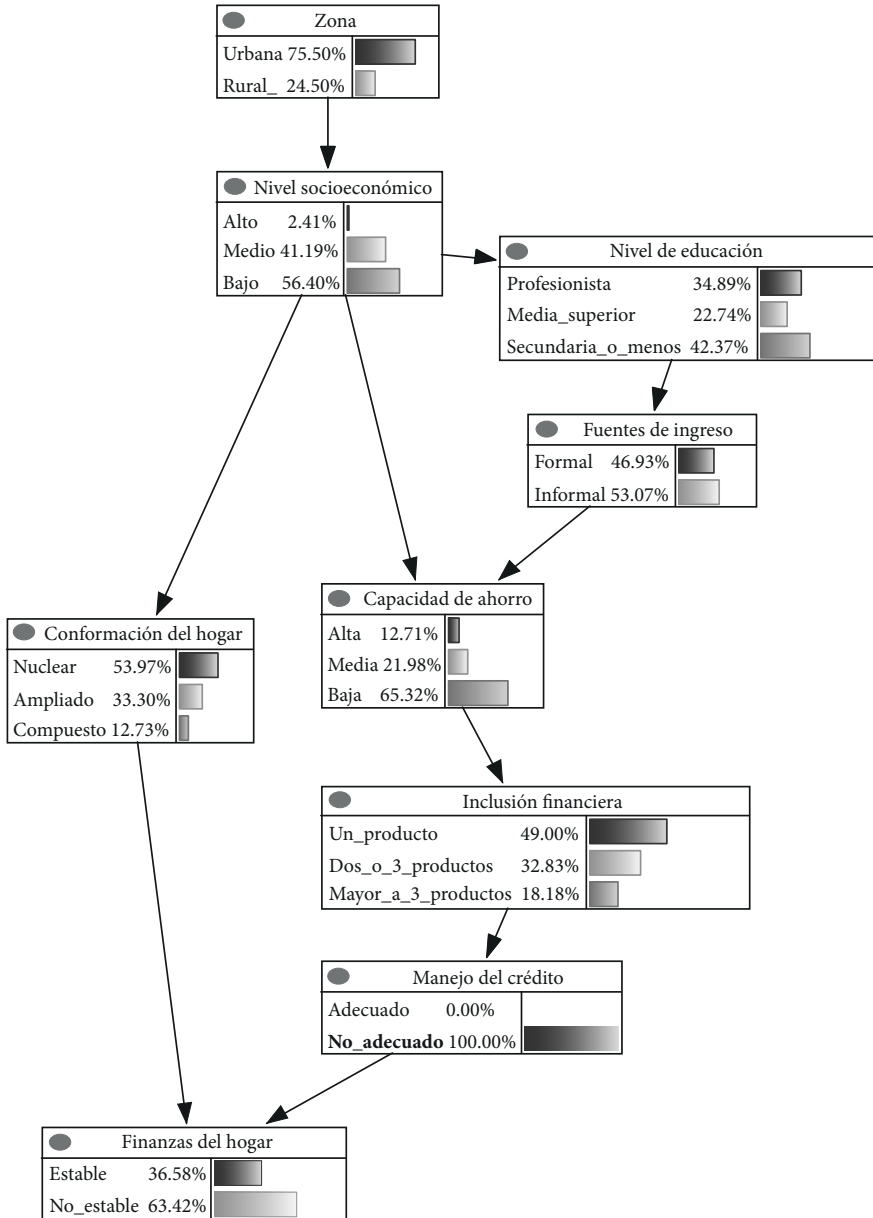 Zona
Urbana 75.50%
Rural_ 24.50%
Nivel socioeconómico
Alto 2.41%
Medio 41.19%
Bajo 56.40%
Nivel de educación
Profesionista 34.89%
Media_superior 22.74%
Secundaria_o_menos 42.37%
Fuentes de ingreso
Formal 46.93%
Informal 53.07%
Capacidad de ahorro
Alta 12.71%
Media 21.98%
Baja 65.32%
Conformación del hogar
Nuclear 53.97%
Ampliado 33.30%
Compuesto 12.73%
Inclusión financiera
Un_producto 49.00%
Dos_o_3_productos 32.83%
Mayor_a_3_productos 18.18%
Manejo del crédito
Adecuado 0.00%
No_adecuado 100.00%
Finanzas del hogar
Estable 36.58%
No_estable 63.42%